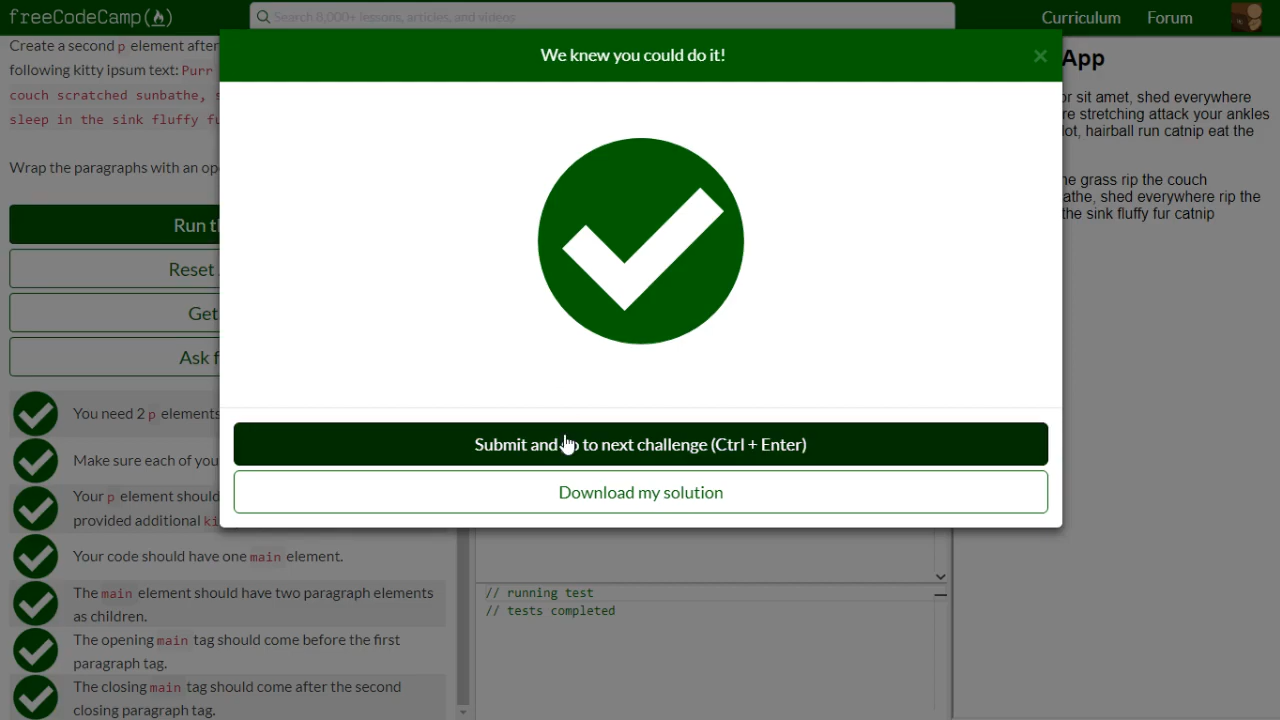 freeCodeCamp
Search 8,000+ lessons, articles, and videos
Curriculum
Forum
Create a second p element after
following kitty ipsum text: Purr
couch scratched sunbathe, s
sleep in the sink fluffy fu
Wrap the paragraphs with an ope
Run th
Reset
Get
Ask f
You need 2 p elements
Make sure each of you
Your p element should
provided additional ki
Your code should have one main element.
The main element should have two paragraph elements
as children.
The opening main tag should come before the first
paragraph tag.
The closing main tag should come after the second
closing paragraph tag.
We knew you could do it!
×
Submit and to next challenge (Ctrl + Enter)
Download my solution
// running test
// tests completed
App
or sit amet, shed everywhere
re stretching attack your ankles
lot, hairball run catnip eat the
he grass rip the couch
athe, shed everywhere rip the
the sink fluffy fur catnip